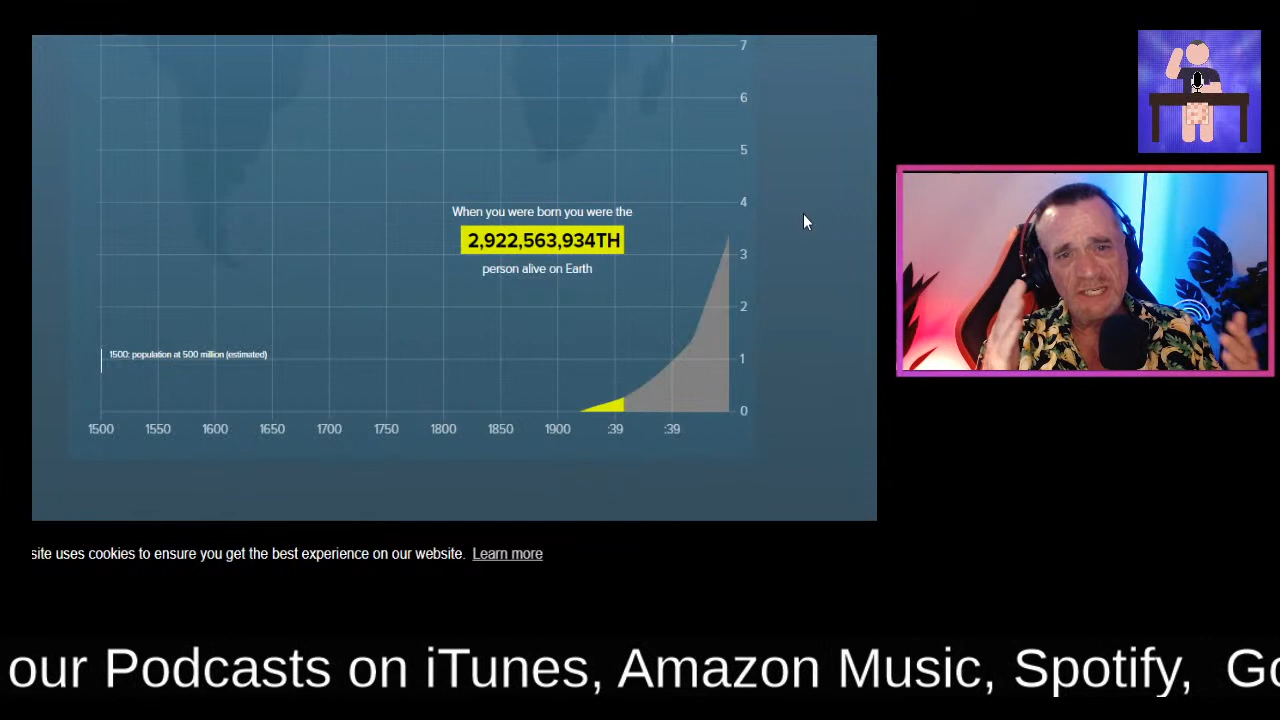 7
6
5
4
When you were born you were the
2,922,563,934TH
person alive on Earth
3
2
1500: population at 500 million (estimated)
1
0
1500 1550 1600 1650 1700 1750 1800 1850 1900 :39 :39
site uses cookies to ensure you get the best experience on our website. Learn more
our Podcasts on iTunes, Amazon Music, Spotify, Go